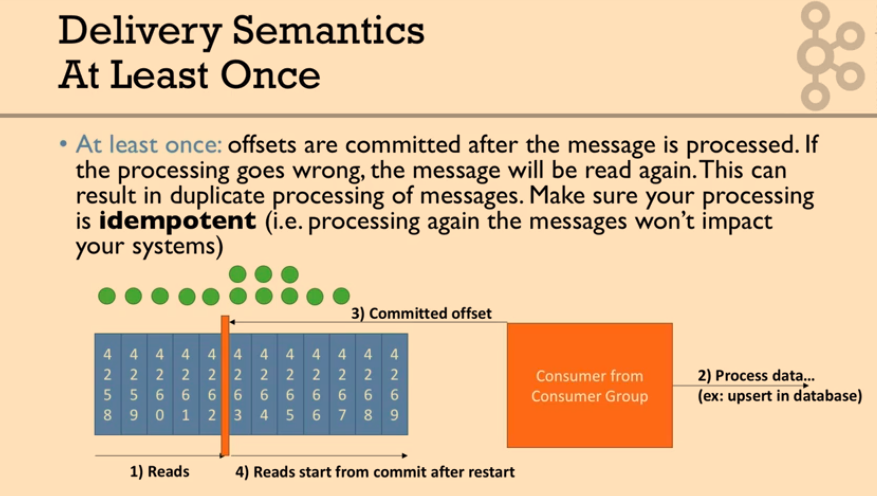 Delivery Semantics
At Least Once
• At least once: offsets are committed after the message is processed. If
the processing goes wrong, the message will be read again. This can
result in duplicate processing of messages. Make sure your processing
is idempotent (i.e. processing again the messages won't impact
your systems)
3) Committed offset
4258 4259 4260 4261 4262 4263 4264 4265 4266 4267 4268 4269
Consumer from
Consumer Group
2) Process data...
(ex: upsert in database)
1) Reads
4) Reads start from commit after restart